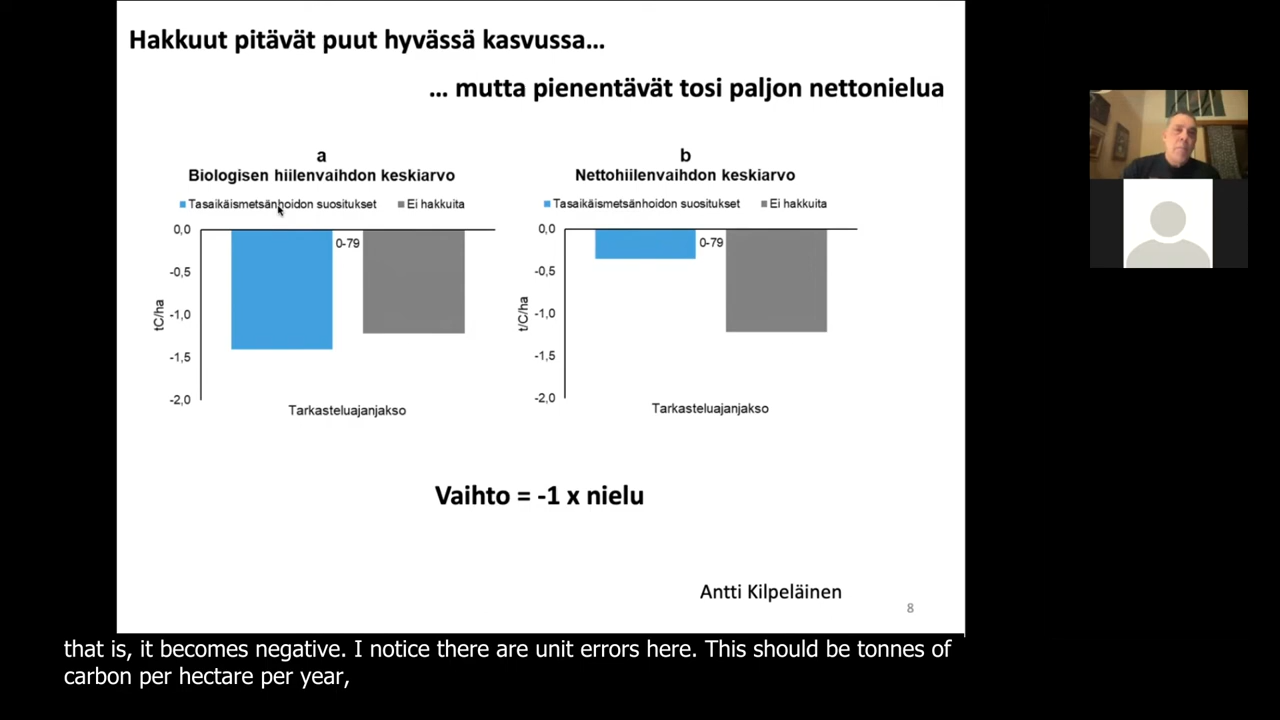 Hakkuut pitävät puut hyvässä kasvussa…
… mutta pienentävät tosi paljon nettonielua
a
Biologisen hiilenvaihdon keskiarvo
Tasaikäismetsänhoidon suositukset Ei hakkuita
0,0
0-79
-0,5
-1,0
-1,5
-2,0
tC/ha
Tarkasteluajanjakso
b
Nettohiilenvaihdon keskiarvo
Tasaikäismetsänhoidon suositukset Ei hakkuita
0,0
0-79
-0,5
-1,0
-1,5
-2,0
t/C/ha
Tarkasteluajanjakso
Vaihto = -1 x nielu
Antti Kilpeläinen
8
that is, it becomes negative. I notice there are unit errors here. This should be tonnes of
carbon per hectare per year,